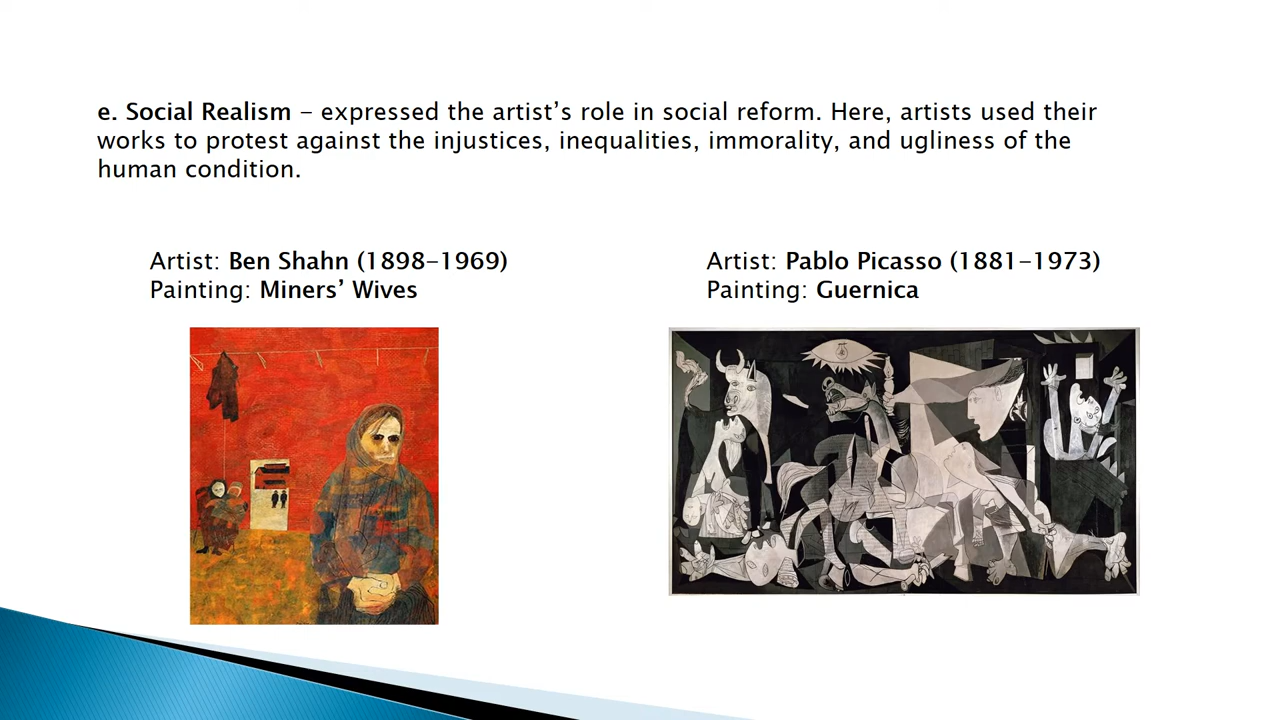 e. Social Realism – expressed the artist’s role in social reform. Here, artists used their
works to protest against the injustices, inequalities, immorality, and ugliness of the
human condition.
Artist: Ben Shahn (1898–1969)
Painting: Miners’ Wives
Artist: Pablo Picasso (1881–1973)
Painting: Guernica